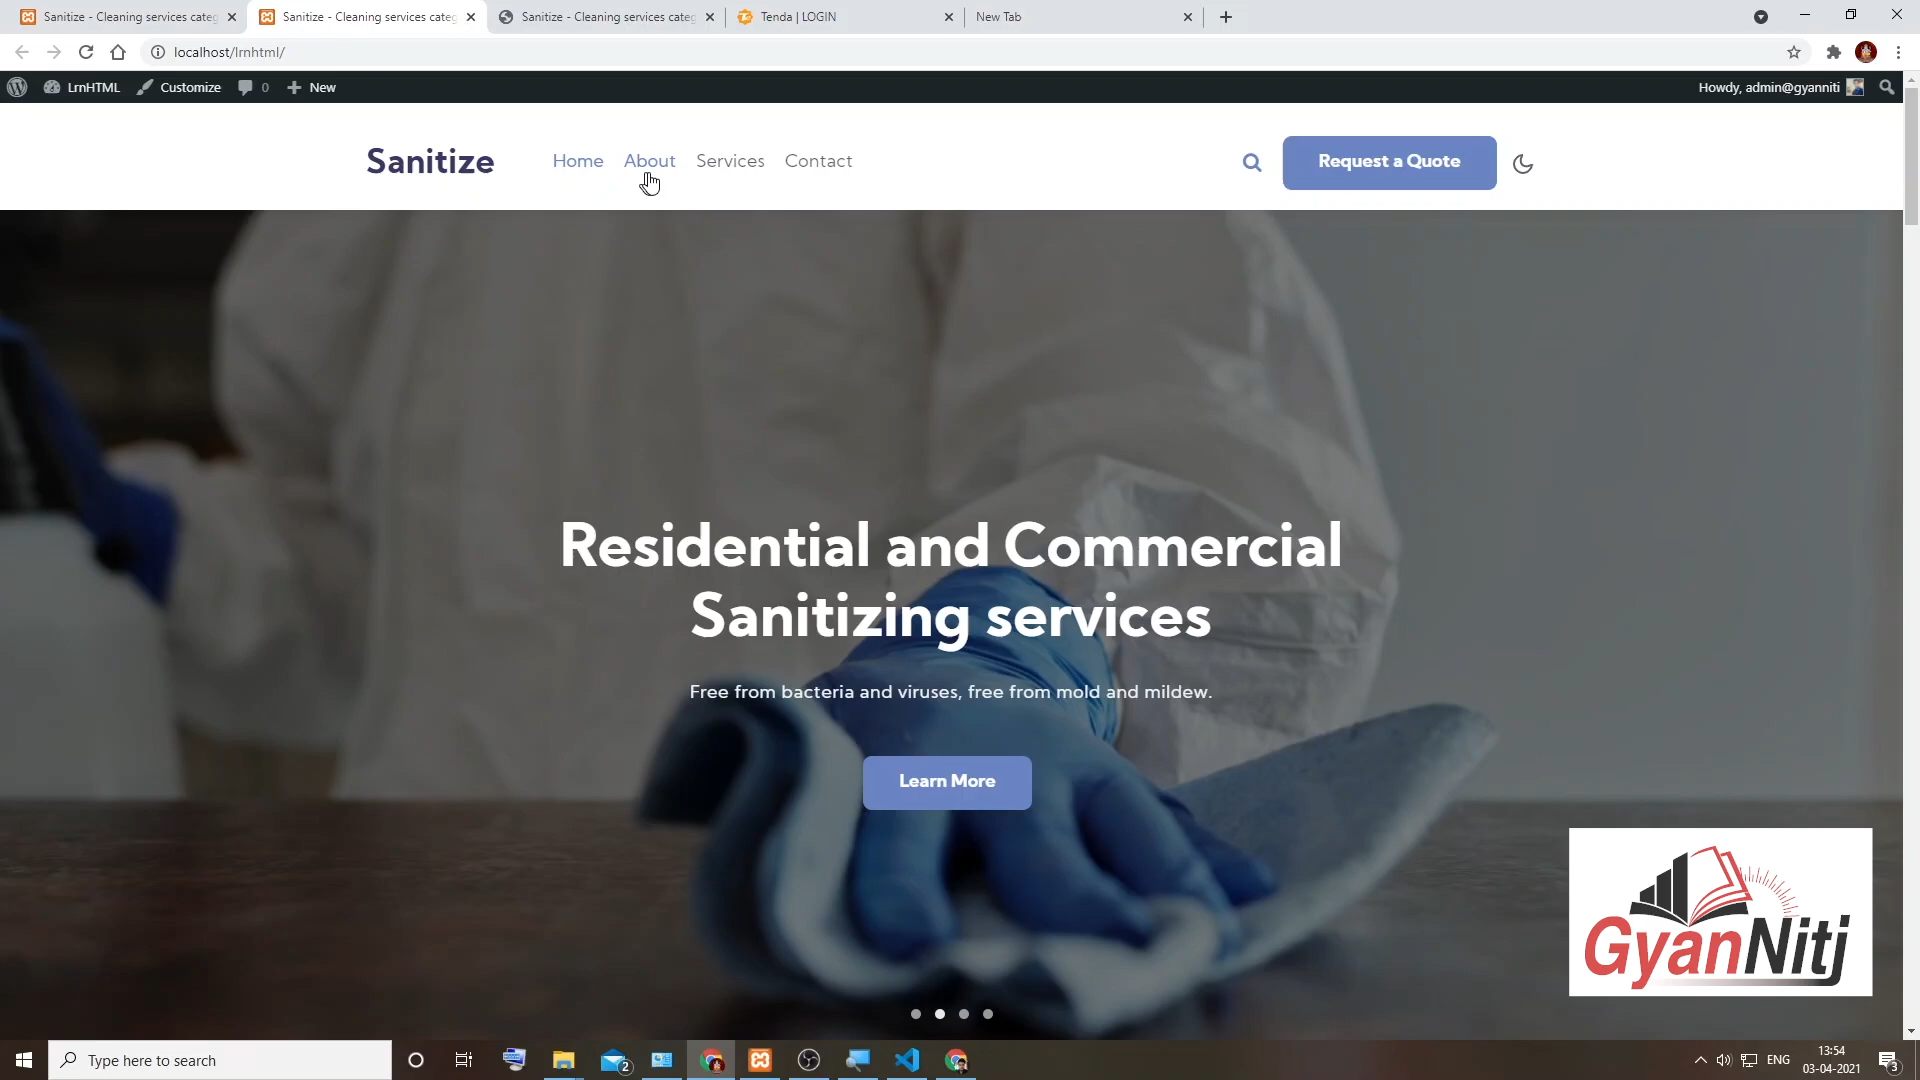 Sanitize - Cleaning services categ
Sanitize - Cleaning services categ
Sanitize - Cleaning services categ
Tenda | LOGIN
New Tab
localhost/lrnhtml/
LrnHTML
Customize
0
New
Howdy, admin@gyanniti
Sanitize
Home
About
Services
Contact
Request a Quote
Residential and Commercial
Sanitizing services
Free from bacteria and viruses, free from mold and mildew.
Learn More
GyanNiti
Type here to search
2
ENG
13:54
03-04-2021
3